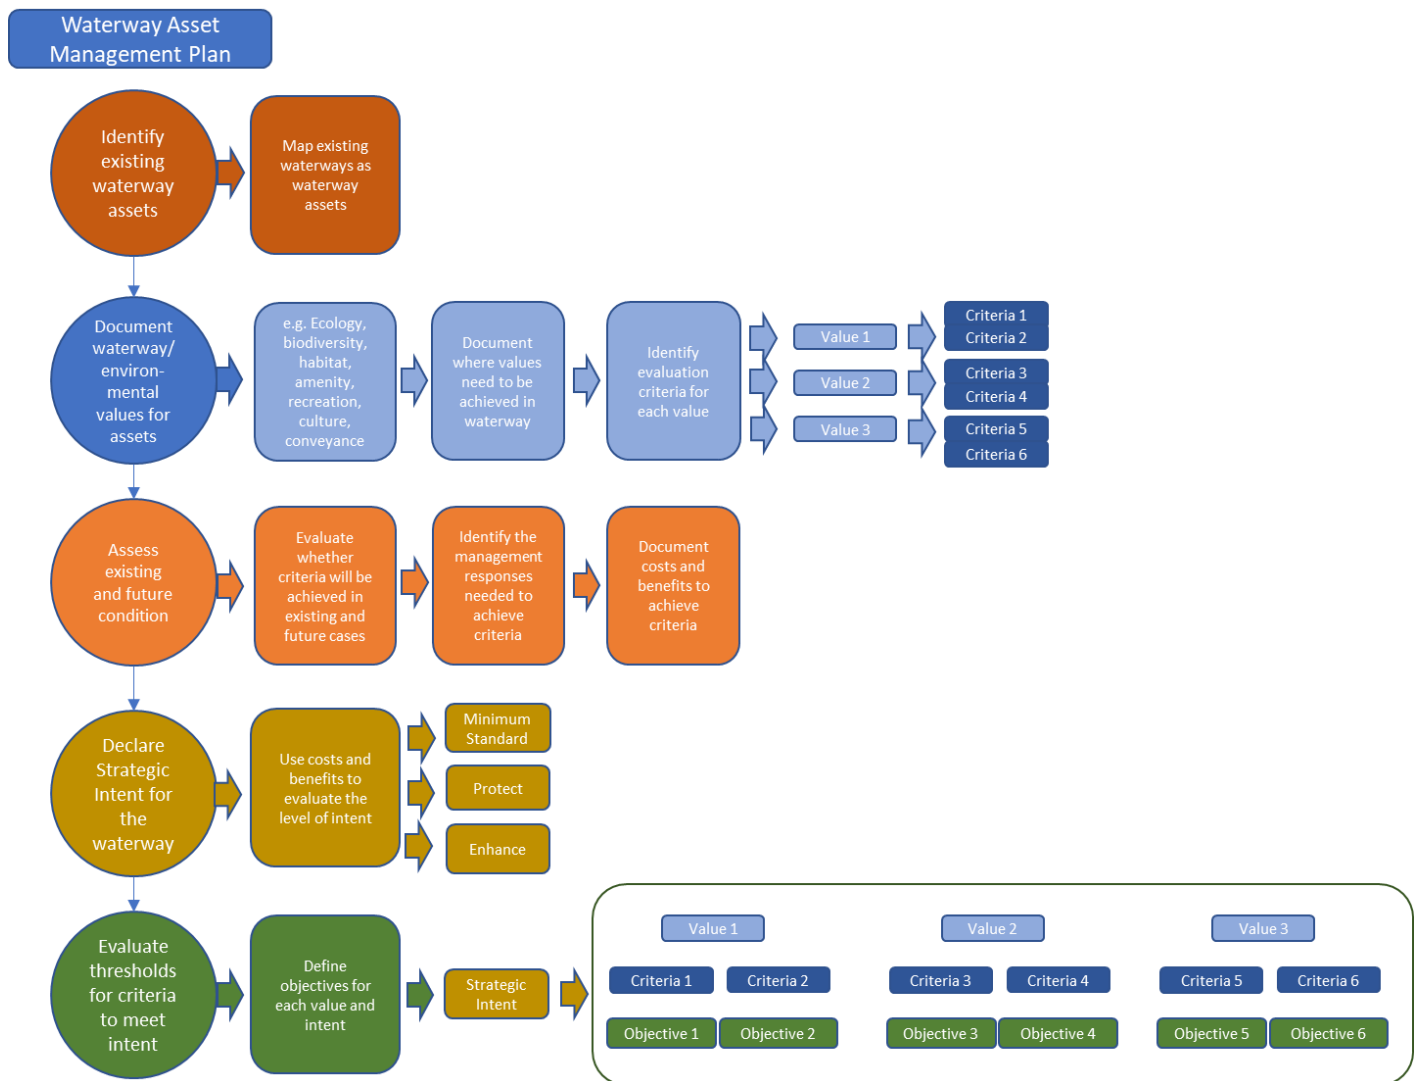 Waterway Asset
Management Plan
Identify
existing
waterway
assets
Map existing
waterways as
waterway
assets
Document
waterway/
environ-
mental
values for
assets
e.g. Ecology,
biodiversity,
habitat,
amenity,
recreation,
culture,
conveyance
Document
where values
need to be
achieved in
waterway
Identify
evaluation
criteria for
each value
Value 1
Value 2
Value 3
Criteria 1
Criteria 2
Criteria 3
Criteria 4
Criteria 5
Criteria 6
Assess
existing
and future
condition
Evaluate
whether
criteria will be
achieved in
existing and
future cases
Identify the
management
responses
needed to
achieve
criteria
Document
costs and
benefits to
achieve
criteria
Declare
Strategic
Intent for
the
waterway
Use costs and
benefits to
evaluate the
level of intent
Minimum
Standard
Protect
Enhance
Evaluate
thresholds
for criteria
to meet
intent
Define
objectives for
each value and
intent
Strategic
Intent
Value 1
Value 2
Value 3
Criteria 1
Criteria 2
Criteria 3
Criteria 4
Criteria 5
Criteria 6
Objective 1
Objective 2
Objective 3
Objective 4
Objective 5
Objective 6